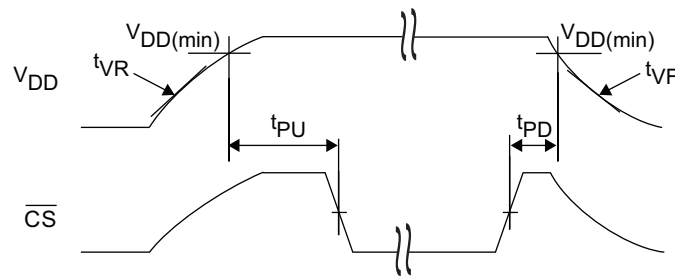 VDD(min)
VDD(min)
tVR
tVF
VDD
tPU
tPD
CS